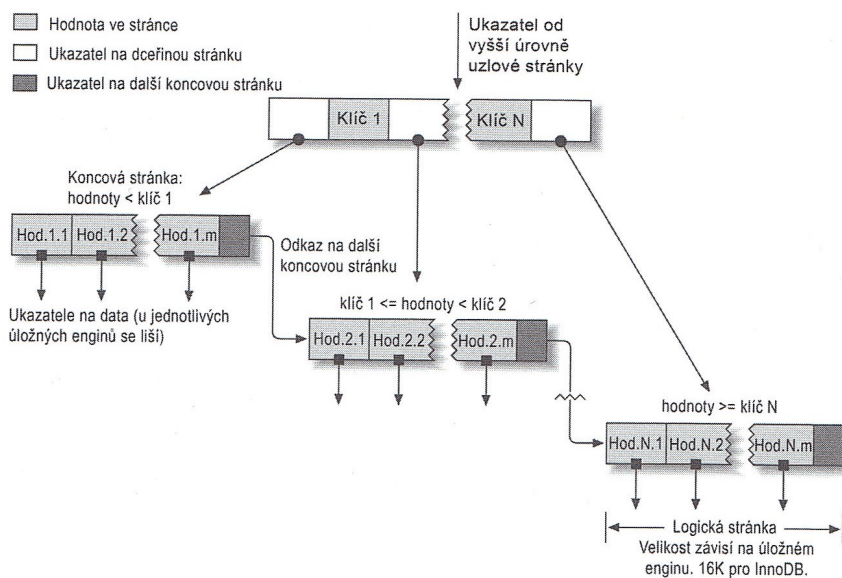 Hodnota ve stránce
Ukazatel na dceřinou stránku
Ukazatel na další koncovou stránku
Ukazatel od
vyšší úrovně
uzlové stránky
Klíč 1
Klíč N
Koncová stránka:
hodnoty < klíč 1
Hod.1.1
Hod.1.2
Hod.1.m
Odkaz na další
koncovou stránku
Ukazatele na data (u jednotlivých
úložných enginů se liší)
klíč 1 <= hodnoty < klíč 2
Hod.2.1
Hod.2.2
Hod.2.m
hodnoty >= klíč N
Hod.N.1
Hod.N.2
Hod.N.m
Logická stránka
Velikost závisí na úložném
enginu. 16K pro InnoDB.